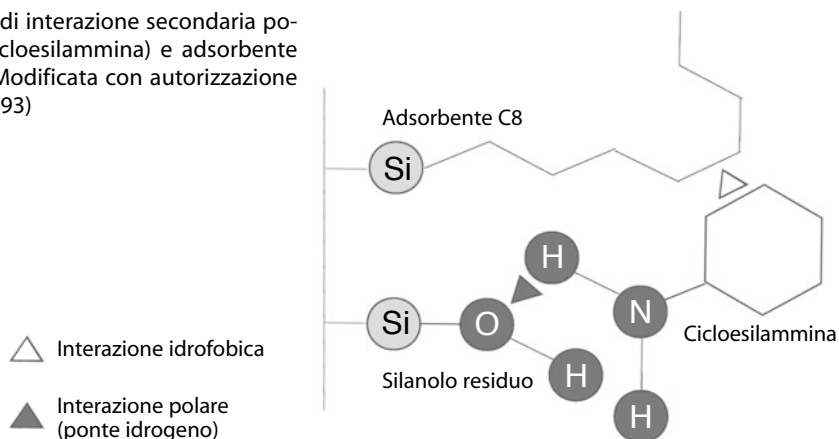 di interazione secondaria po-
cloesilammina) e adsorbente
Modificata con autorizzazione
93)
Adsorbente C8
Si
H
Si
O
N
Cicloesilammina
Silanolo residuo
H
H
Interazione idrofobica
Interazione polare
(ponte idrogeno)